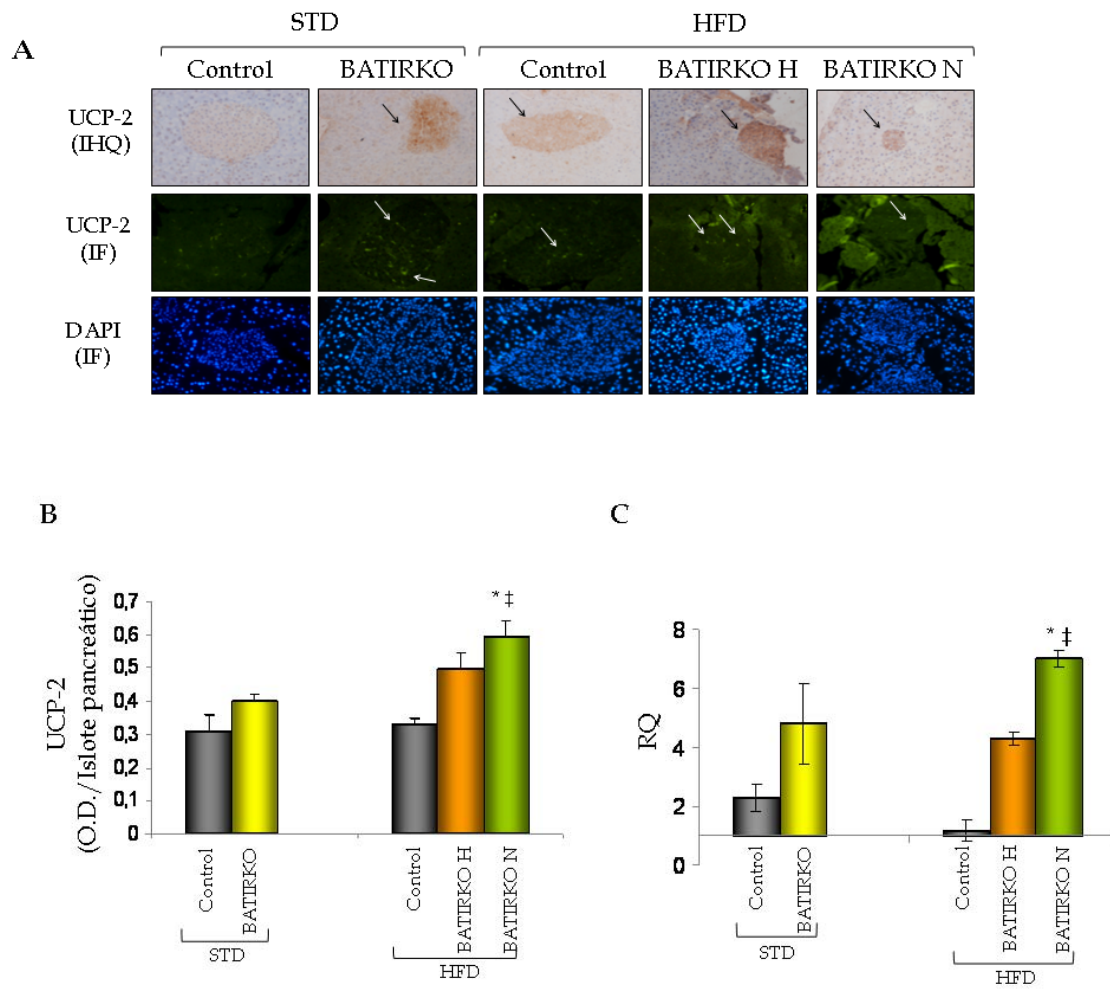 A
STD HFD
Control BATIRKO Control BATIRKO H BATIRKO N
UCP-2
(IHQ)
UCP-2
(IF)
DAPI
(IF)
B
UCP-2
(O.D./Islote pancreático)
0,7
0,6
0,5
0,4
0,3
0,2
0,1
0
* ‡
Control
BATIRKO
STD
Control
BATIRKO H
BATIRKO N
HFD
C
RQ
8
6
4
2
0
* ‡
Control
BATIRKO
STD
Control
BATIRKO H
BATIRKO N
HFD